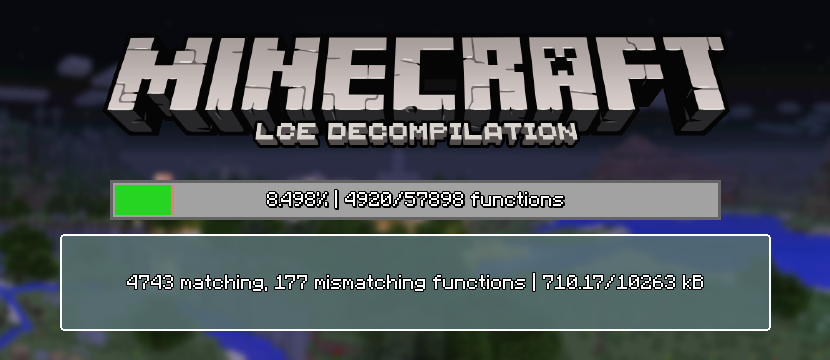 MINECRAFT
LCE DECOMPILATION
8.498% | 4920/57898 functions
4743 matching, 177 mismatching functions | 710.17/10263 kB